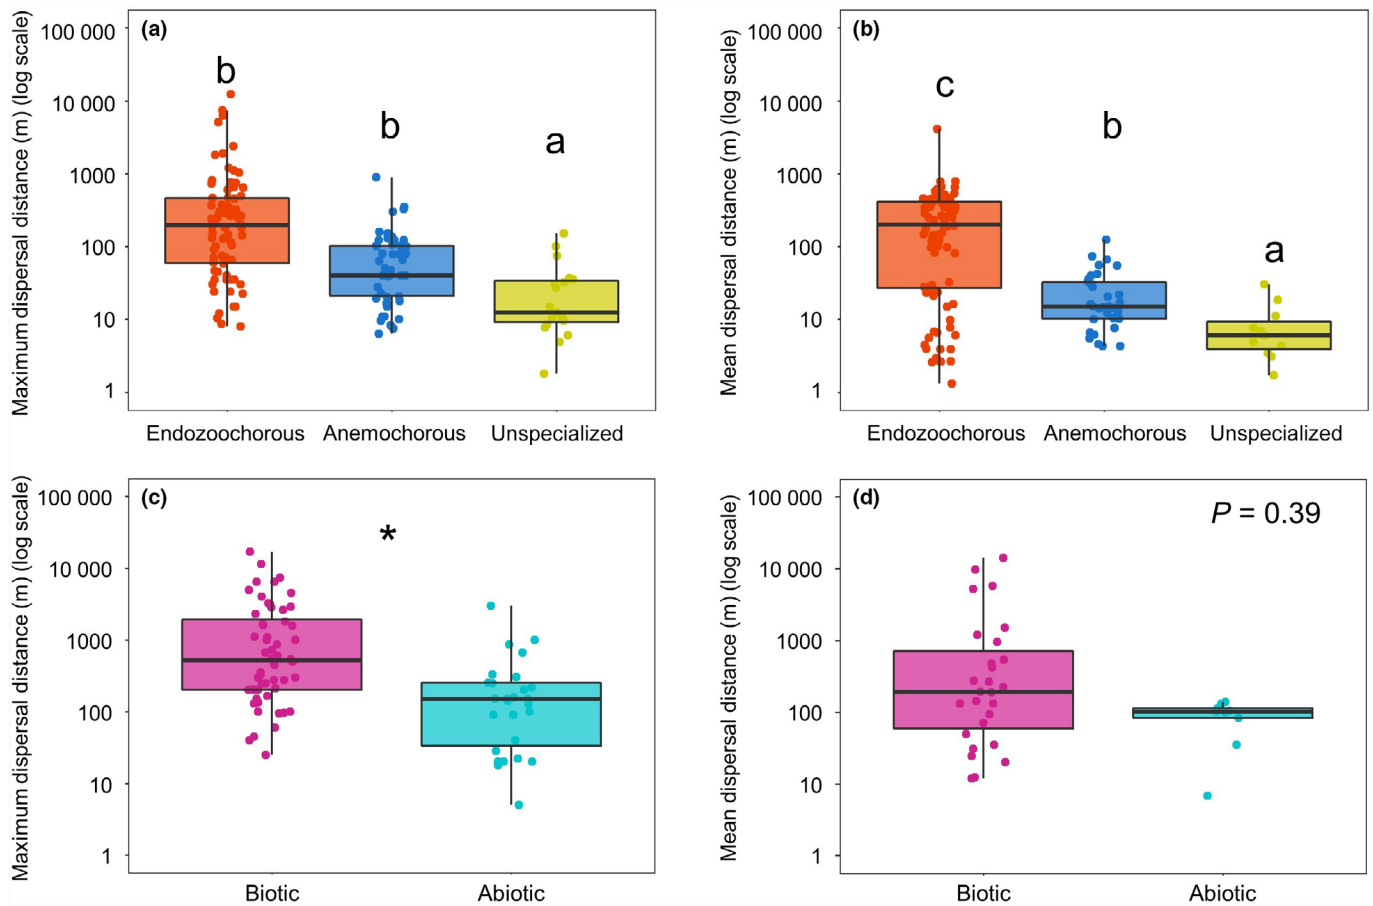 (a)
Maximum dispersal distance (m) (log scale)
100 000
10 000
1000
100
10
1
b
b
a
Endozoochorous
Anemochorous
Unspecialized
(b)
Mean dispersal distance (m) (log scale)
100 000
10 000
1000
100
10
1
c
b
a
Endozoochorous
Anemochorous
Unspecialized
(c)
Maximum dispersal distance (m) (log scale)
100 000
10 000
1000
100
10
1
*
Biotic
Abiotic
(d)
Mean dispersal distance (m) (log scale)
100 000
10 000
1000
100
10
1
P = 0.39
Biotic
Abiotic